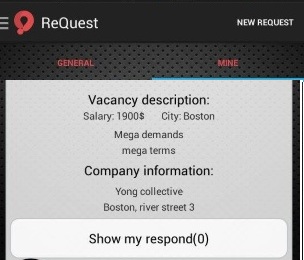 ReQuest NEW REQUEST
GENERAL MINE
Vacancy description:
Salary: 1900$ City: Boston
Mega demands
mega terms
Company information:
Yong collective
Boston, river street 3
Show my respond(0)